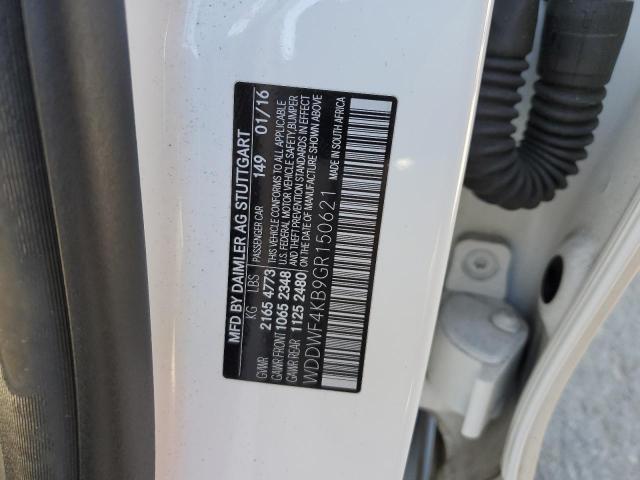 MFD BY DAIMLER AG STUTTGART
KG LBS PASSENGER CAR 149 01/16
GVWR 2165 4773 THIS VEHICLE CONFORMS TO ALL APPLICABLE
GAWR FRONT 1065 2348 U.S. FEDERAL MOTOR VEHICLE SAFETY/BUMPER
GAWR REAR 1125 2480 AND THEFT PREVENTION STANDARDS IN EFFECT
ON THE DATE OF MANUFACTURE SHOWN ABOVE
WDDWF4KB9GR150621 MADE IN SOUTH AFRICA